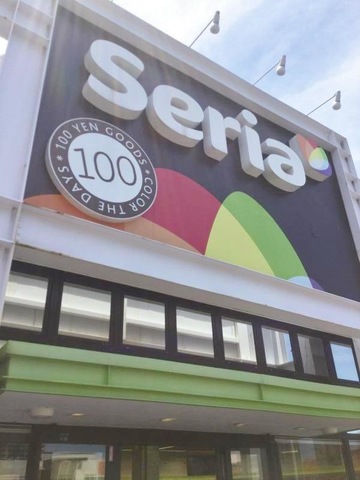 Seria
* 100 YEN GOODS *
100
COLOR THE DAYS